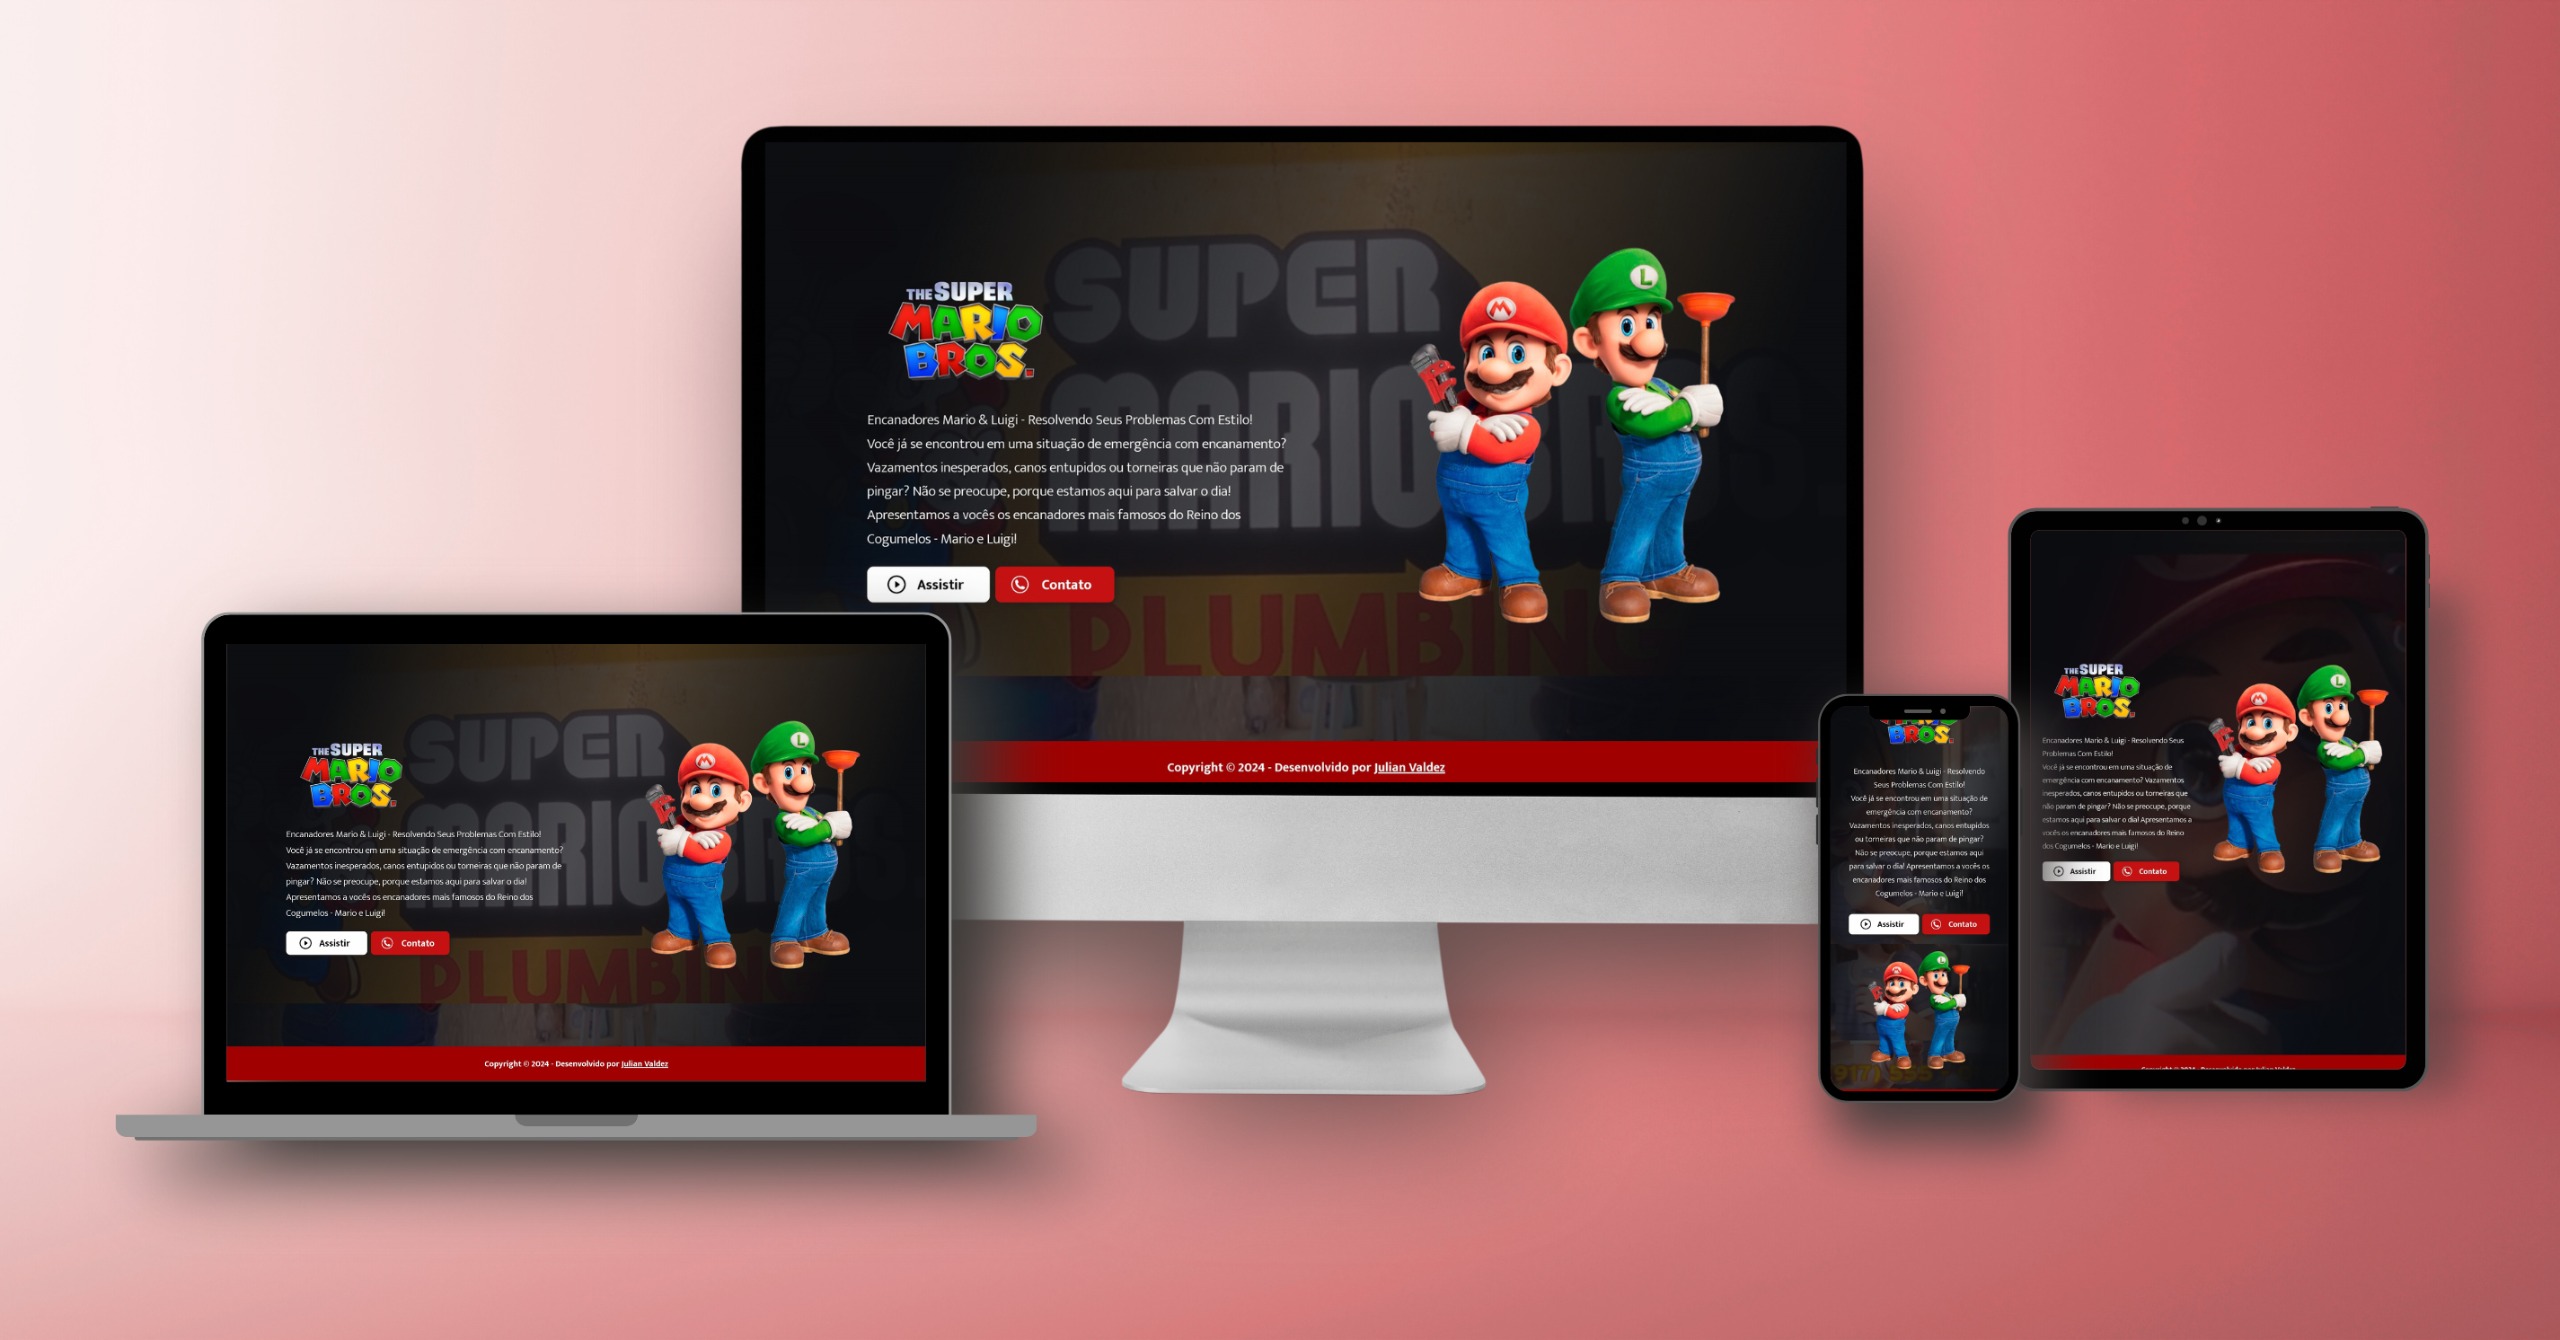 THE SUPER
MARIO
BROS.
SUPER
MARIO
PLUMBING
Encanadores Mario & Luigi - Resolvendo Seus Problemas Com Estilo!
Você já se encontrou em uma situação de emergência com encanamento?
Vazamentos inesperados, canos entupidos ou torneiras que não param de
pingar? Não se preocupe, porque estamos aqui para salvar o dia!
Apresentamos a vocês os encanadores mais famosos do Reino dos
Cogumelos - Mario e Luigi!
Assistir
Contato
M
L
Copyright © 2024 - Desenvolvido por Julian Valdez
THE SUPER
MARIO
BROS.
SUPER
MARIO
PLUMBING
Encanadores Mario & Luigi - Resolvendo Seus Problemas Com Estilo!
Você já se encontrou em uma situação de emergência com encanamento?
Vazamentos inesperados, canos entupidos ou torneiras que não param de
pingar? Não se preocupe, porque estamos aqui para salvar o dia!
Apresentamos a vocês os encanadores mais famosos do Reino dos
Cogumelos - Mario e Luigi!
Assistir
Contato
M
L
Copyright © 2024 - Desenvolvido por Julian Valdez
BROS.
Encanadores Mario & Luigi - Resolvendo
Seus Problemas Com Estilo!
Você já se encontrou em uma situação de
emergência com encanamento?
Vazamentos inesperados, canos entupidos
ou torneiras que não param de pingar?
Não se preocupe, porque estamos aqui
para salvar o dia! Apresentamos a vocês os
encanadores mais famosos do Reino dos
Cogumelos - Mario e Luigi!
Assistir
Contato
M
L
THE SUPER
MARIO
BROS.
Encanadores Mario & Luigi - Resolvendo Seus
Problemas Com Estilo!
Você já se encontrou em uma situação de
emergência com encanamento? Vazamentos
inesperados, canos entupidos ou torneiras que
não param de pingar? Não se preocupe, porque
estamos aqui para salvar o dia! Apresentamos a
vocês os encanadores mais famosos do Reino
dos Cogumelos - Mario e Luigi!
Assistir
Contato
M
L